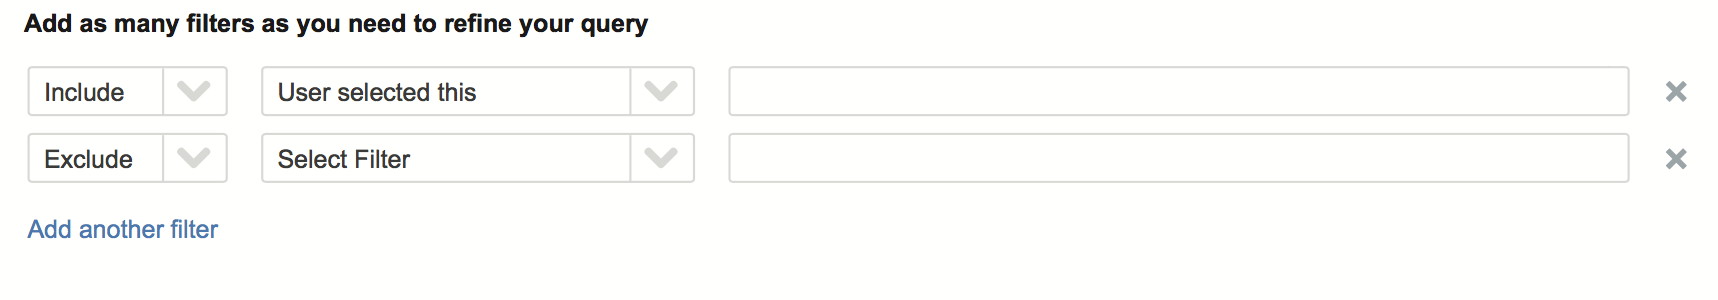 Add as many filters as you need to refine your query
Include User selected this
Exclude Select Filter
Add another filter